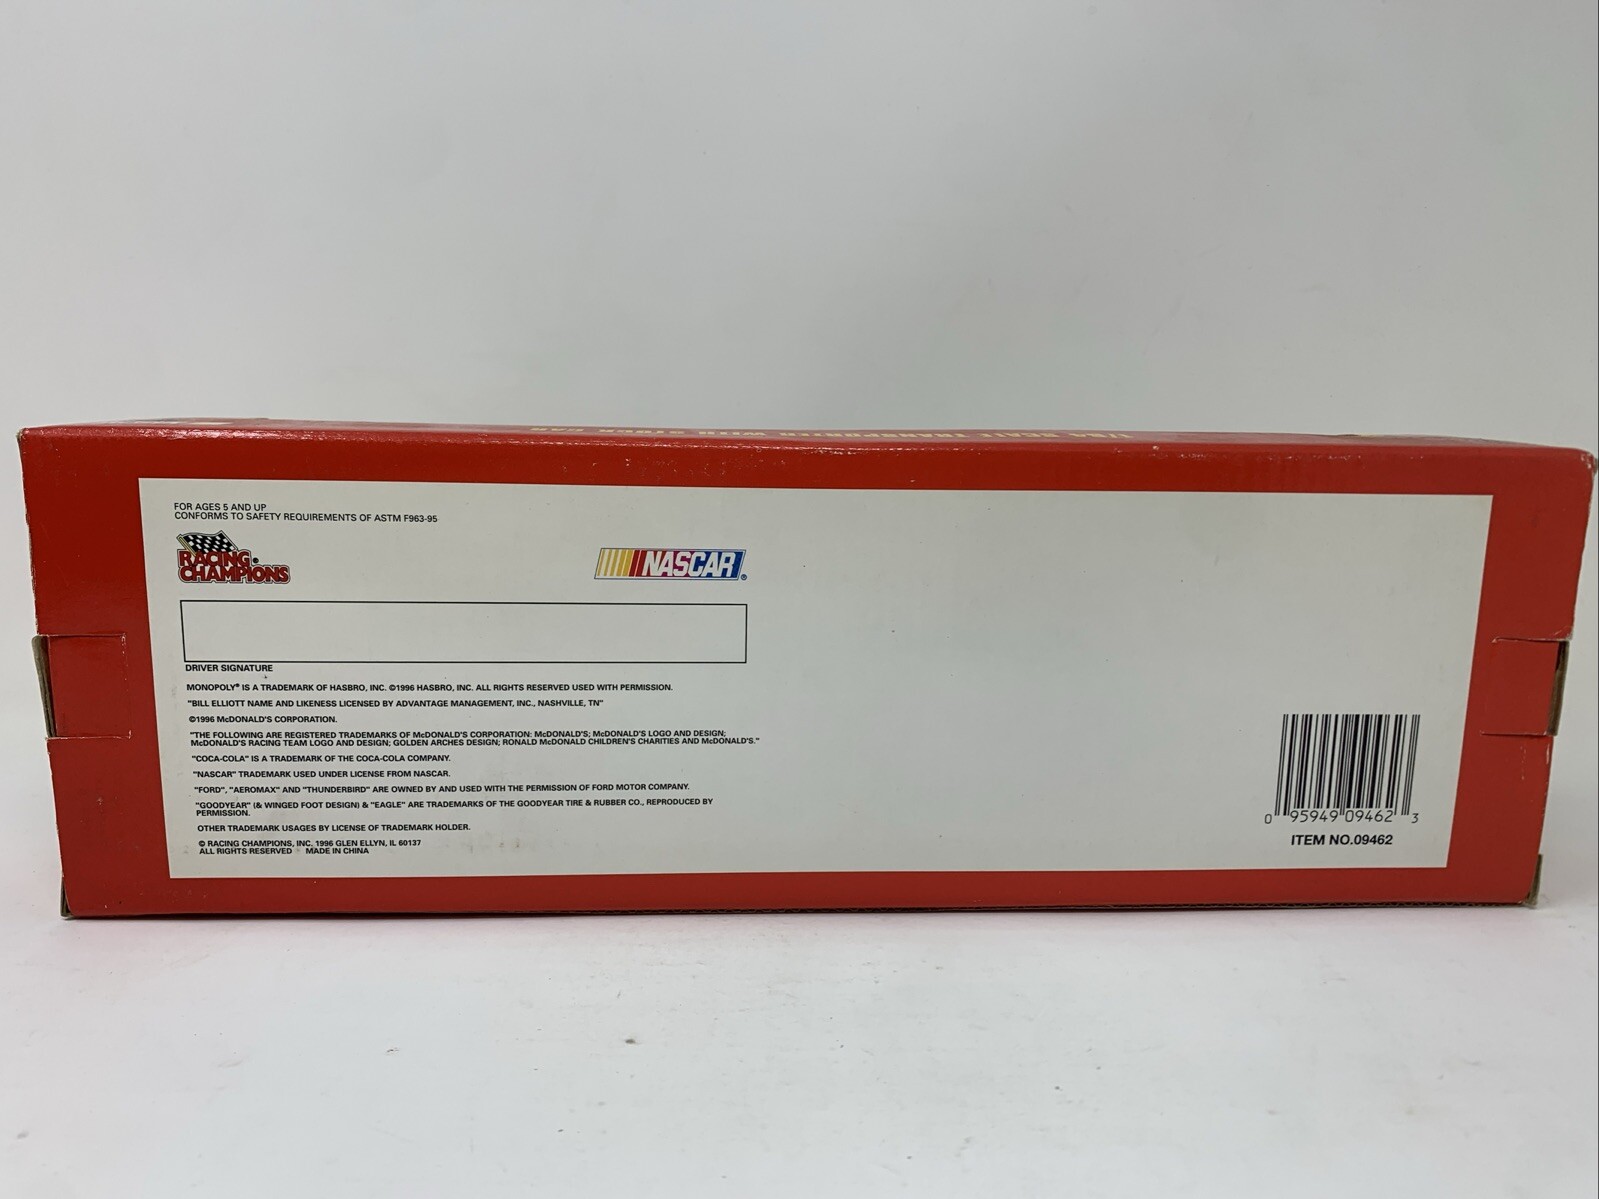 1/64 SCALE TRANSPORTER WITH STOCK CAR
FOR AGES 5 AND UP
CONFORMS TO SAFETY REQUIREMENTS OF ASTM F963-95
RACING
CHAMPIONS
NASCAR®
DRIVER SIGNATURE
MONOPOLY® IS A TRADEMARK OF HASBRO, INC. ©1996 HASBRO, INC. ALL RIGHTS RESERVED USED WITH PERMISSION.
"BILL ELLIOTT NAME AND LIKENESS LICENSED BY ADVANTAGE MANAGEMENT, INC., NASHVILLE, TN"
©1996 McDONALD'S CORPORATION.
"THE FOLLOWING ARE REGISTERED TRADEMARKS OF McDONALD'S CORPORATION: McDONALD'S; McDONALD'S LOGO AND DESIGN;
McDONALD'S RACING TEAM LOGO AND DESIGN; GOLDEN ARCHES DESIGN; RONALD McDONALD CHILDREN'S CHARITIES AND McDONALD'S."
"COCA-COLA" IS A TRADEMARK OF THE COCA-COLA COMPANY.
"NASCAR" TRADEMARK USED UNDER LICENSE FROM NASCAR.
"FORD", "AEROMAX" AND "THUNDERBIRD" ARE OWNED BY AND USED WITH THE PERMISSION OF FORD MOTOR COMPANY.
"GOODYEAR" (& WINGED FOOT DESIGN) & "EAGLE" ARE TRADEMARKS OF THE GOODYEAR TIRE & RUBBER CO., REPRODUCED BY
PERMISSION.
OTHER TRADEMARK USAGES BY LICENSE OF TRADEMARK HOLDER.
© RACING CHAMPIONS, INC. 1996 GLEN ELLYN, IL 60137
ALL RIGHTS RESERVED MADE IN CHINA
0 95949 09462 3
ITEM NO.09462